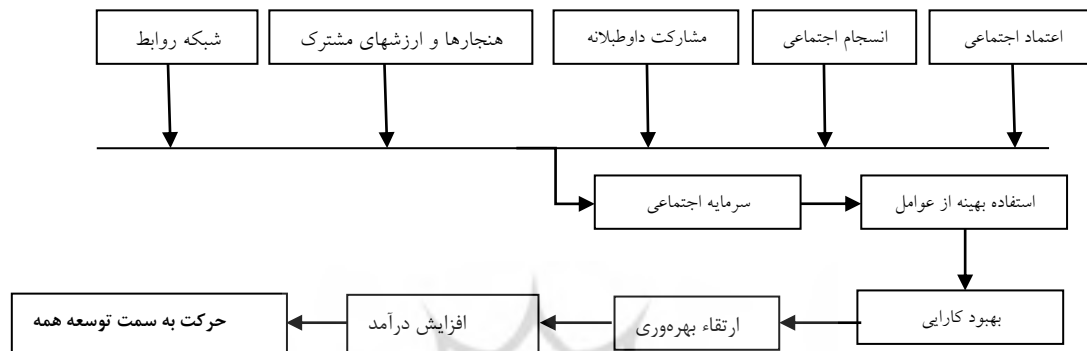 اعتماد اجتماعی
انسجام اجتماعی
مشارکت داوطبلانه
هنجارها و ارزشهای مشترک
شبکه روابط
سرمایه اجتماعی
استفاده بهینه از عوامل
بهبود کارایی
ارتقاء بهره‌وری
افزایش درآمد
حرکت به سمت توسعه همه